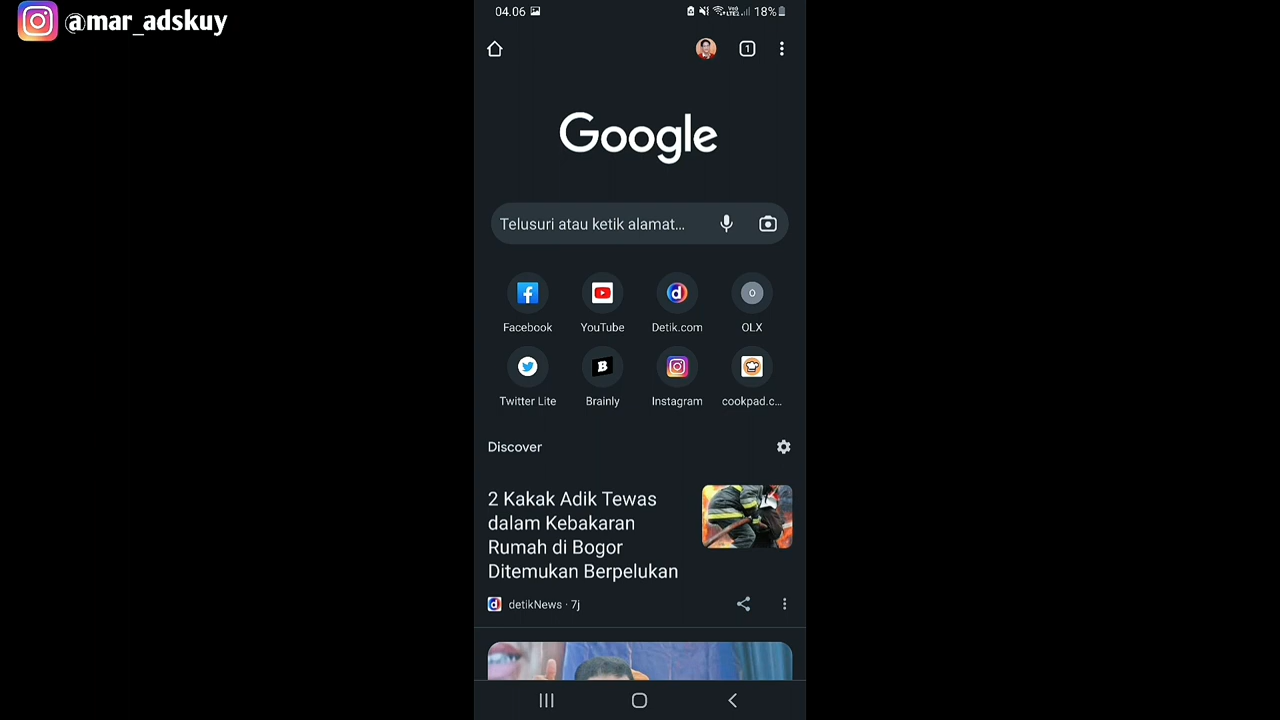 @mar_adskuy
04.06
18%
1
Google
Telusuri atau ketik alamat...
Facebook
YouTube
Detik.com
OLX
Twitter Lite
Brainly
Instagram
cookpad.c...
Discover
2 Kakak Adik Tewas
dalam Kebakaran
Rumah di Bogor
Ditemukan Berpelukan
detikNews · 7j